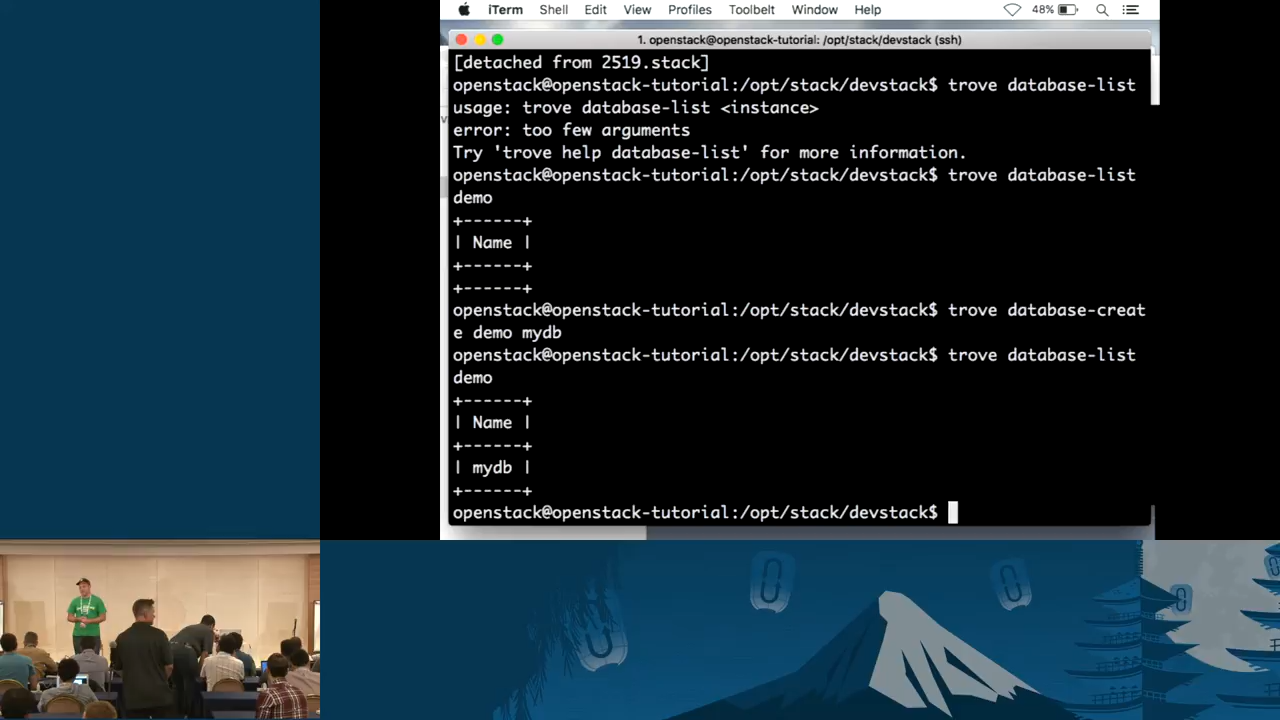 iTerm Shell Edit View Profiles Toolbelt Window Help 48%
1. openstack@openstack-tutorial: /opt/stack/devstack (ssh)
[detached from 2519.stack]
openstack@openstack-tutorial:/opt/stack/devstack$ trove database-list
usage: trove database-list <instance>
error: too few arguments
Try 'trove help database-list' for more information.
openstack@openstack-tutorial:/opt/stack/devstack$ trove database-list
demo
+------+
| Name |
+------+
+------+
openstack@openstack-tutorial:/opt/stack/devstack$ trove database-creat
e demo mydb
openstack@openstack-tutorial:/opt/stack/devstack$ trove database-list
demo
+------+
| Name |
+------+
| mydb |
+------+
openstack@openstack-tutorial:/opt/stack/devstack$